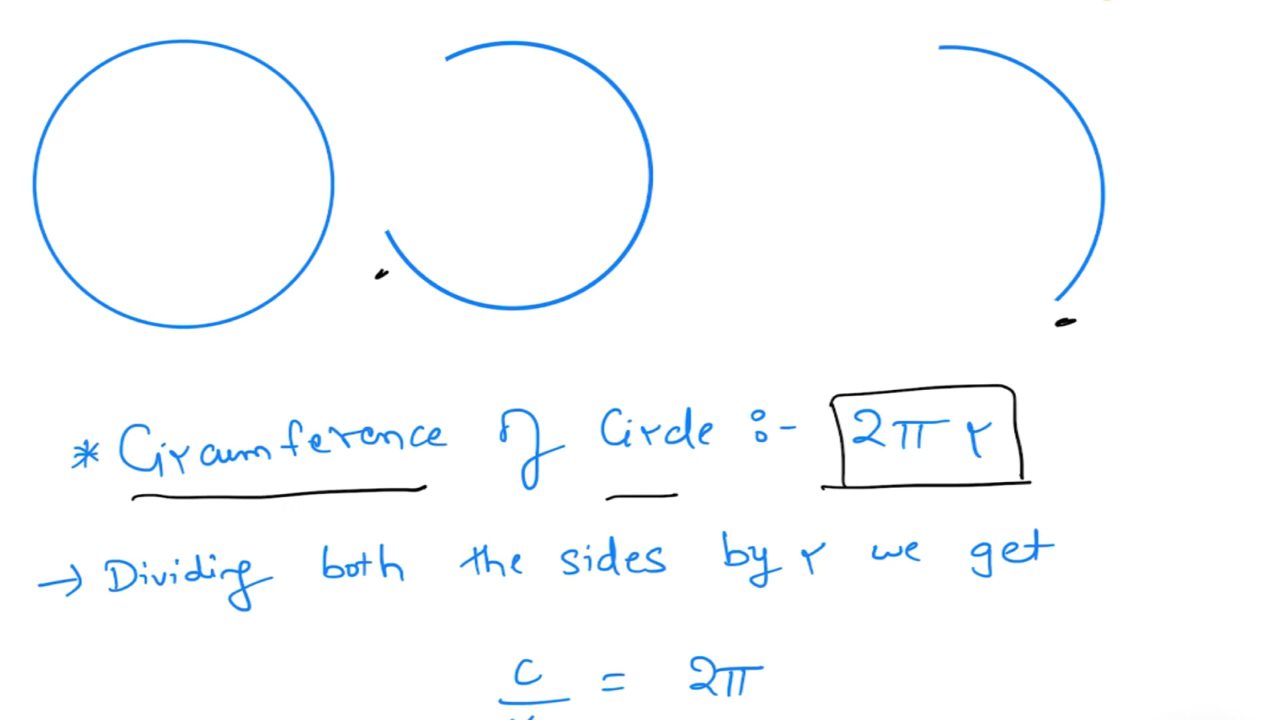 * Circumference of Circle :- 2πr
→ Dividing both the sides by r we get
c/r = 2π